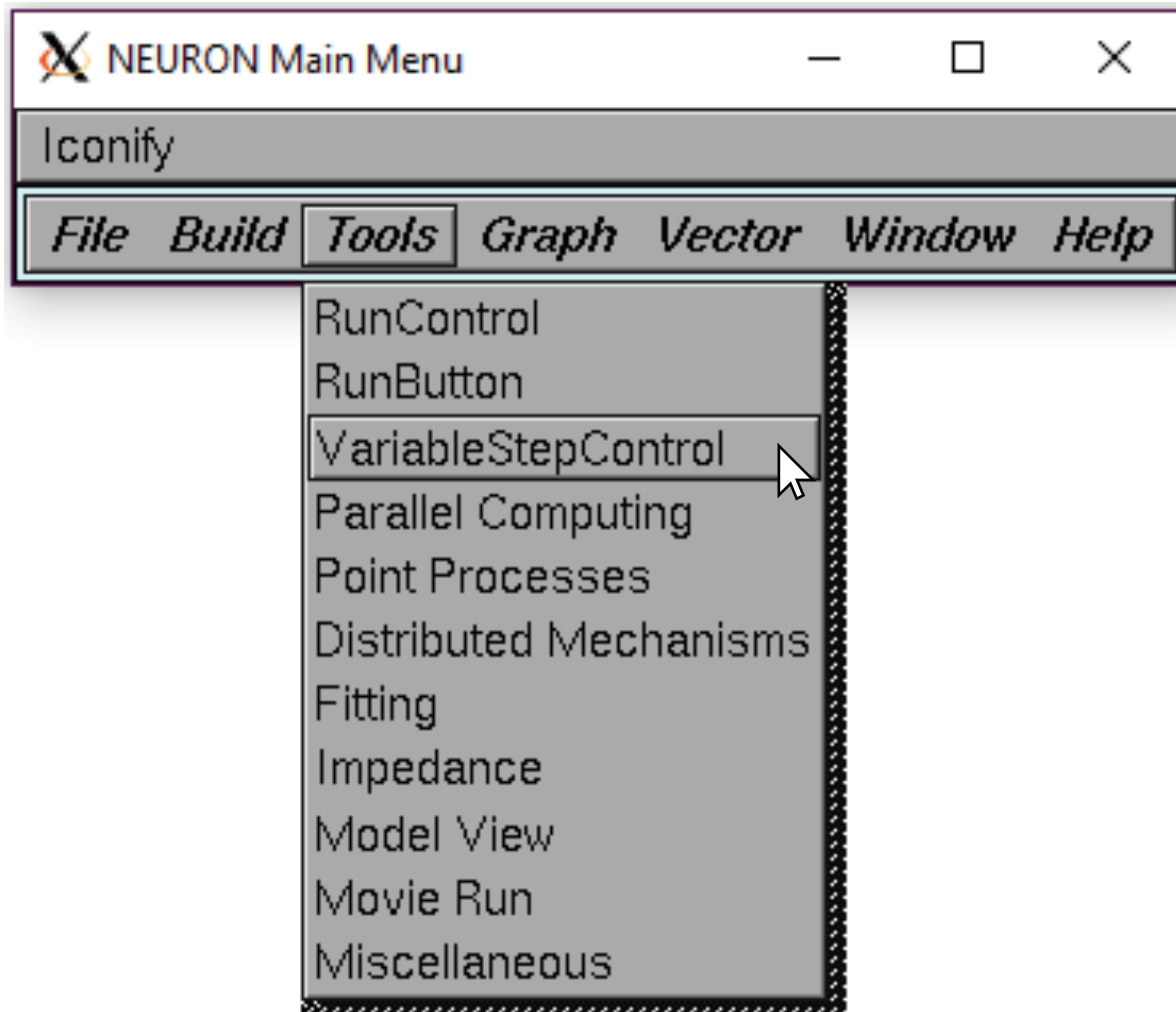 NEURON Main Menu
Iconify
File Build Tools Graph Vector Window Help
RunControl
RunButton
VariableStepControl
Parallel Computing
Point Processes
Distributed Mechanisms
Fitting
Impedance
Model View
Movie Run
Miscellaneous